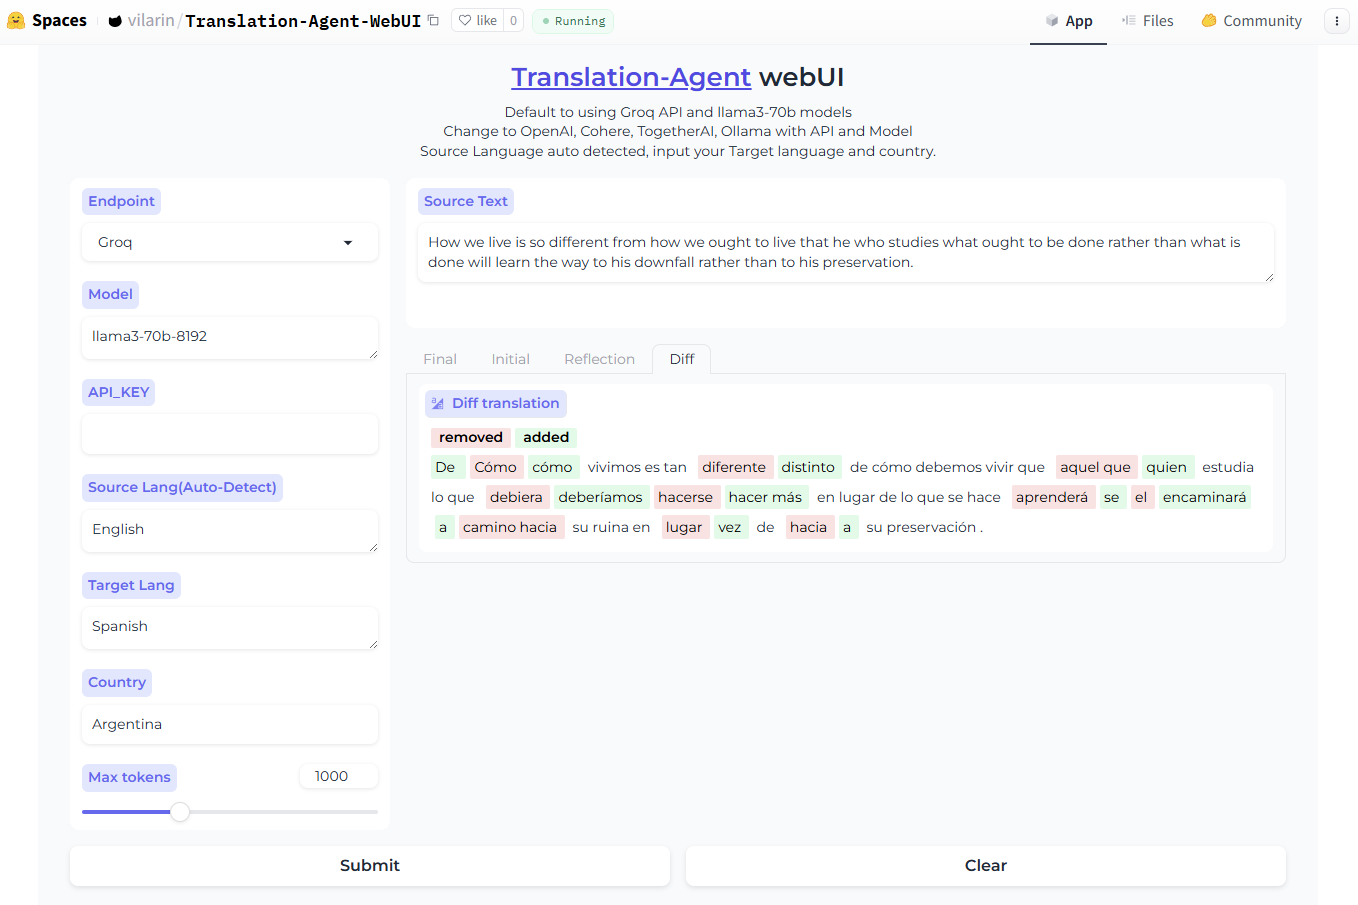 Spaces vilarin/Translation-Agent-WebUI like 0 Running App Files Community
Translation-Agent webUI
Default to using Groq API and llama3-70b models
Change to OpenAI, Cohere, TogetherAI, Ollama with API and Model
Source Language auto detected, input your Target language and country.
Endpoint
Groq
Model
llama3-70b-8192
API_KEY
Source Lang(Auto-Detect)
English
Target Lang
Spanish
Country
Argentina
Max tokens
1000
Source Text
How we live is so different from how we ought to live that he who studies what ought to be done rather than what is
done will learn the way to his downfall rather than to his preservation.
Final Initial Reflection Diff
Diff translation
removed added
De Cómo cómo vivimos es tan diferente distinto de cómo debemos vivir que aquel que quien estudia
lo que debiera deberíamos hacerse hacer más en lugar de lo que se hace aprenderá se el encaminará
a camino hacia su ruina en lugar vez de hacia a su preservación .
Submit Clear